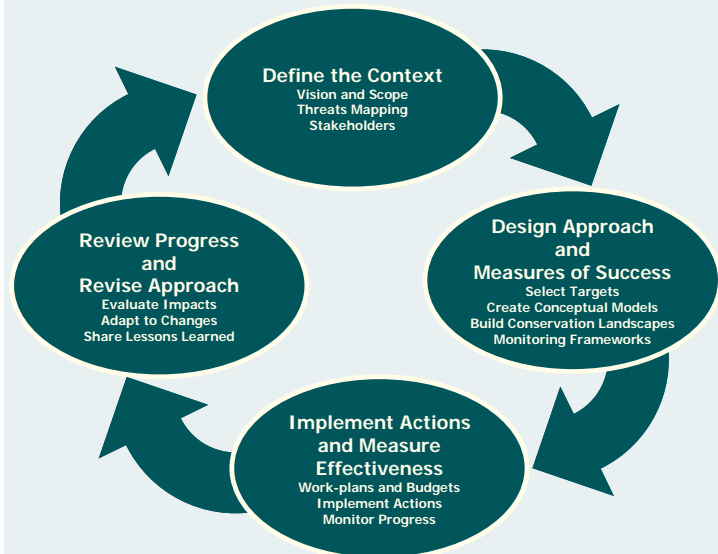 Define the Context
Vision and Scope
Threats Mapping
Stakeholders
Design Approach
and
Measures of Success
Select Targets
Create Conceptual Models
Build Conservation Landscapes
Monitoring Frameworks
Implement Actions
and Measure
Effectiveness
Work-plans and Budgets
Implement Actions
Monitor Progress
Review Progress
and
Revise Approach
Evaluate Impacts
Adapt to Changes
Share Lessons Learned